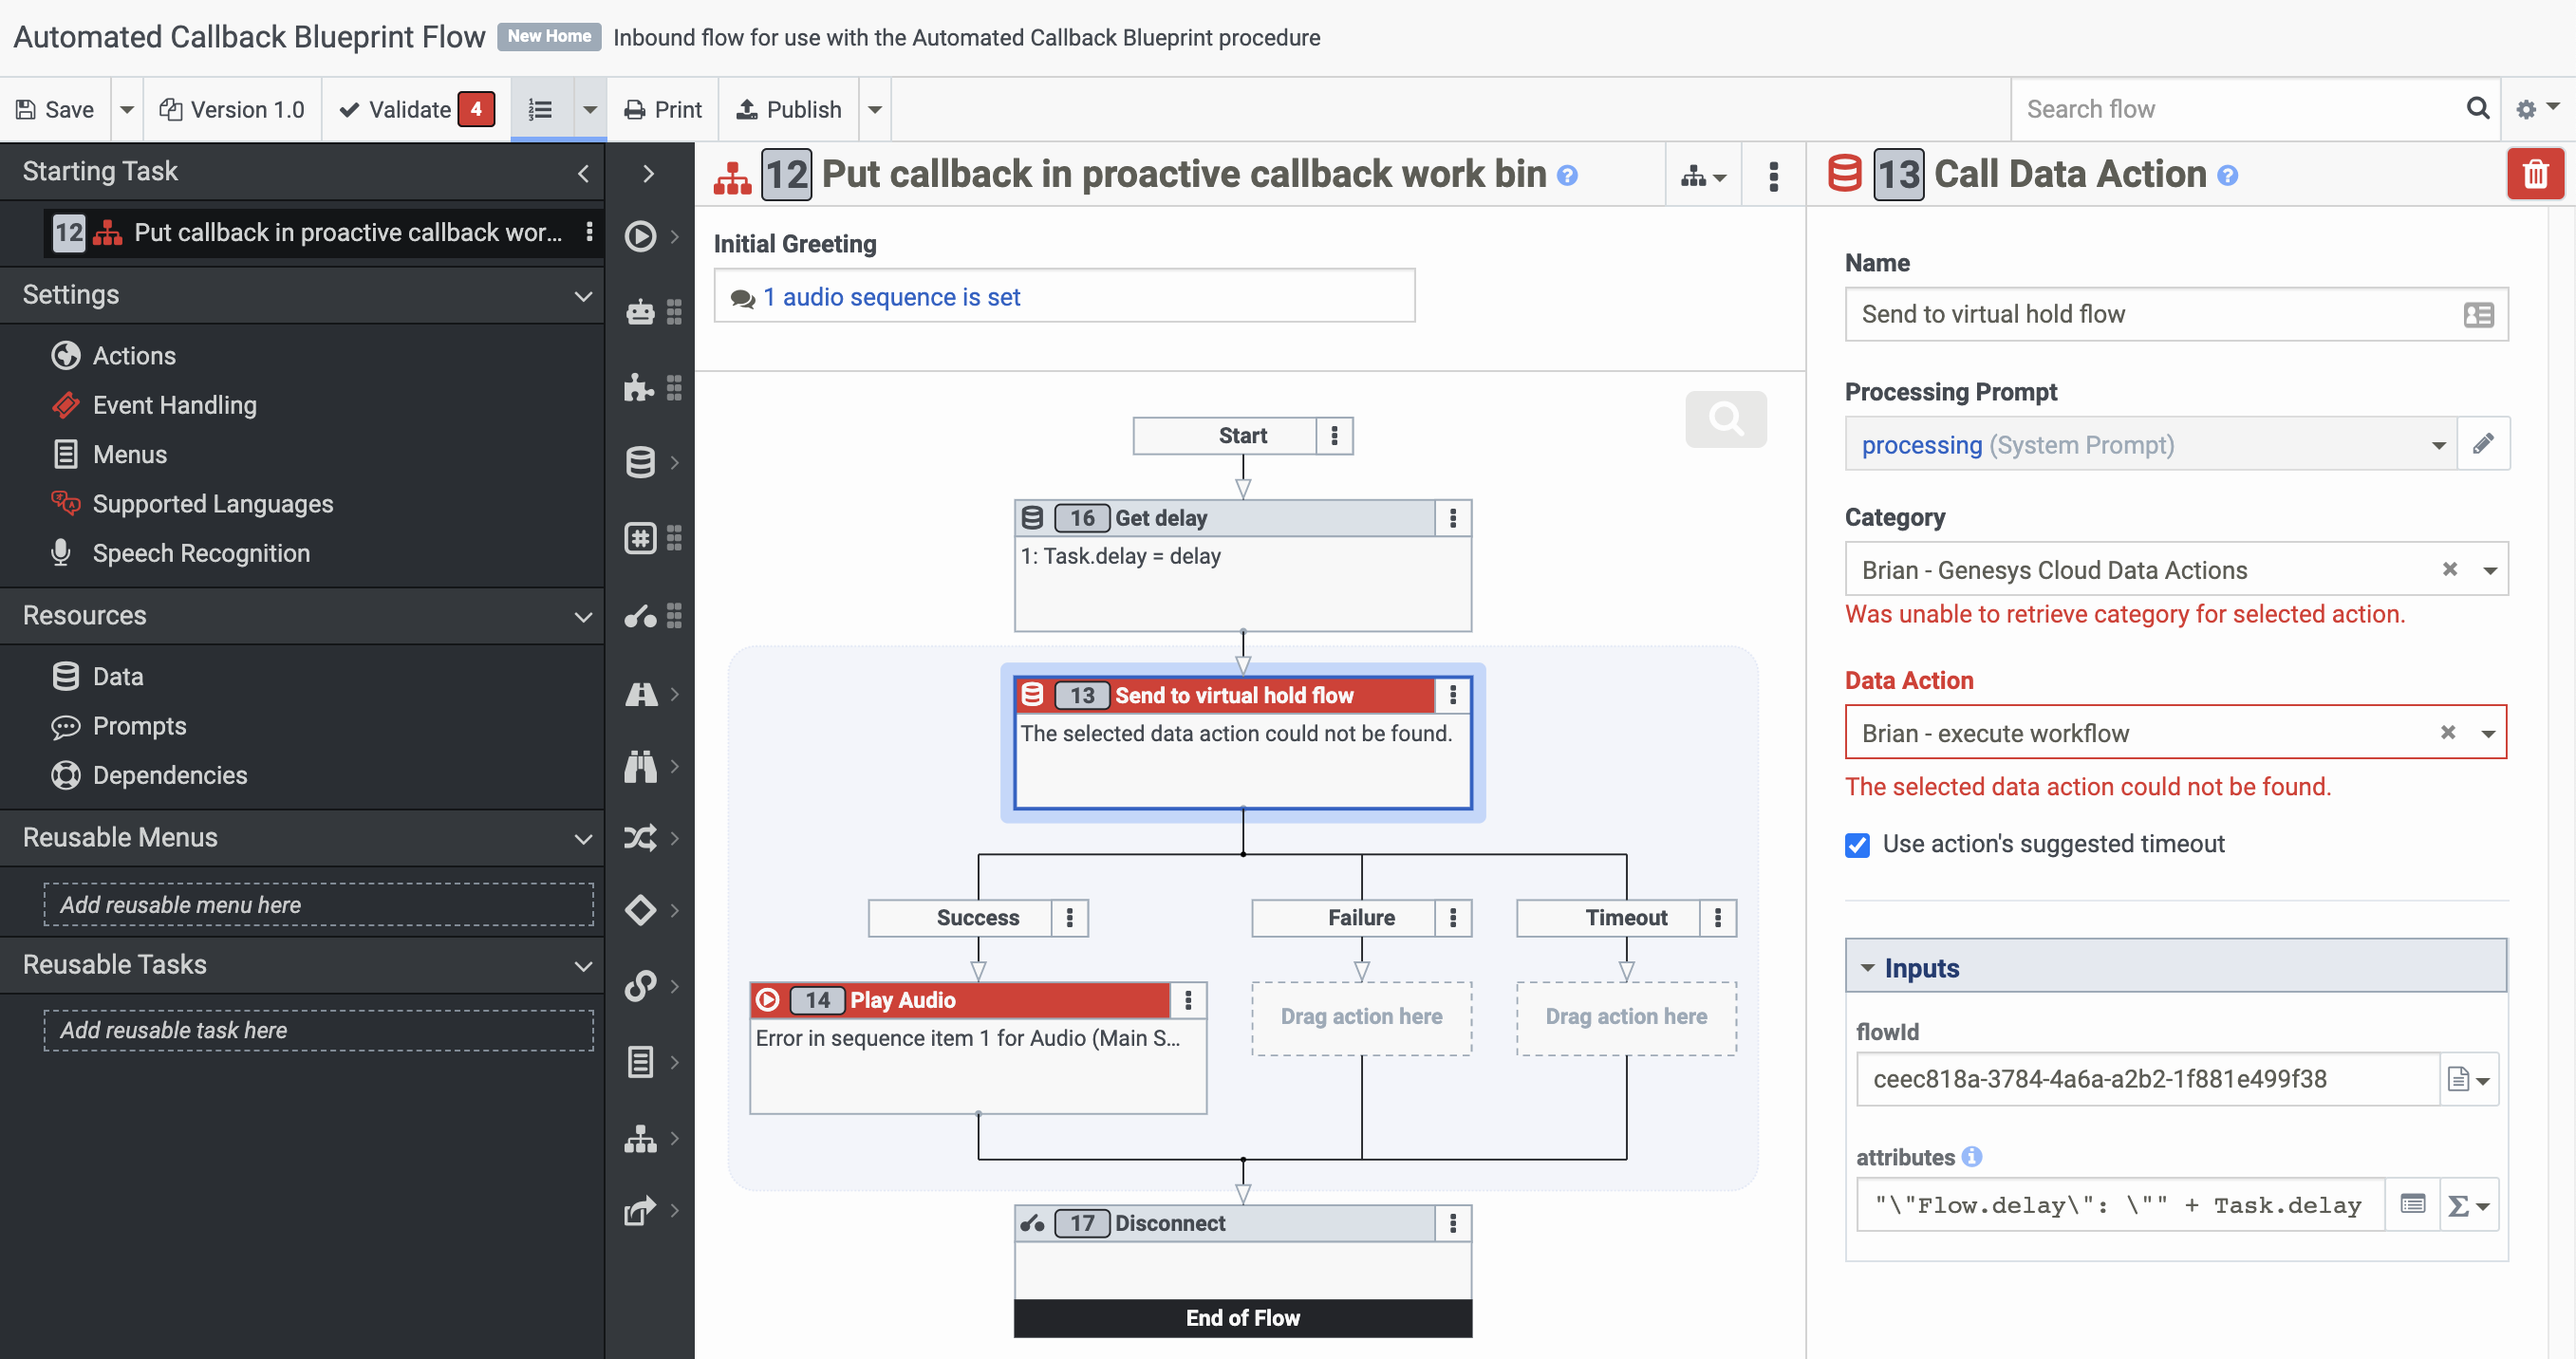 Automated Callback Blueprint Flow New Home Inbound flow for use with the Automated Callback Blueprint procedure
Save Version 1.0 Validate 4 Print Publish Search flow
Starting Task
12 Put callback in proactive callback wor...
Settings
Actions
Event Handling
Menus
Supported Languages
Speech Recognition
Resources
Data
Prompts
Dependencies
Reusable Menus
Add reusable menu here
Reusable Tasks
Add reusable task here
12 Put callback in proactive callback work bin
Initial Greeting
1 audio sequence is set
Start
16 Get delay
1: Task.delay = delay
13 Send to virtual hold flow
The selected data action could not be found.
Success Failure Timeout
14 Play Audio
Error in sequence item 1 for Audio (Main S...
Drag action here
Drag action here
17 Disconnect
End of Flow
13 Call Data Action
Name
Send to virtual hold flow
Processing Prompt
processing (System Prompt)
Category
Brian - Genesys Cloud Data Actions
Was unable to retrieve category for selected action.
Data Action
Brian - execute workflow
The selected data action could not be found.
Use action's suggested timeout
Inputs
flowId
ceec818a-3784-4a6a-a2b2-1f881e499f38
attributes
"\"Flow.delay\": \"" + Task.delay